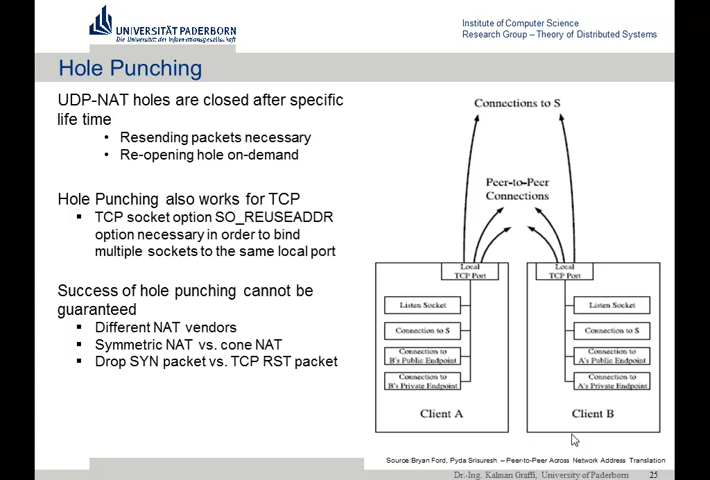 UNIVERSITÄT PADERBORN
Die Universität der Informationsgesellschaft
Institute of Computer Science
Research Group – Theory of Distributed Systems
Hole Punching
UDP-NAT holes are closed after specific
life time
• Resending packets necessary
• Re-opening hole on-demand
Hole Punching also works for TCP
▪ TCP socket option SO_REUSEADDR
option necessary in order to bind
multiple sockets to the same local port
Success of hole punching cannot be
guaranteed
▪ Different NAT vendors
▪ Symmetric NAT vs. cone NAT
▪ Drop SYN packet vs. TCP RST packet
Connections to S
Peer-to-Peer
Connections
Local
TCP Port
Listen Socket
Connection to S
Connection to
B's Public Endpoint
Connection to
B's Private Endpoint
Client A
Local
TCP Port
Listen Socket
Connection to S
Connection to
A's Public Endpoint
Connection to
A's Private Endpoint
Client B
Source:Bryan Ford, Pyda Srisuresh – Peer-to-Peer Across Network Address Translation
Dr.-Ing. Kalman Graffi, University of Paderborn 25